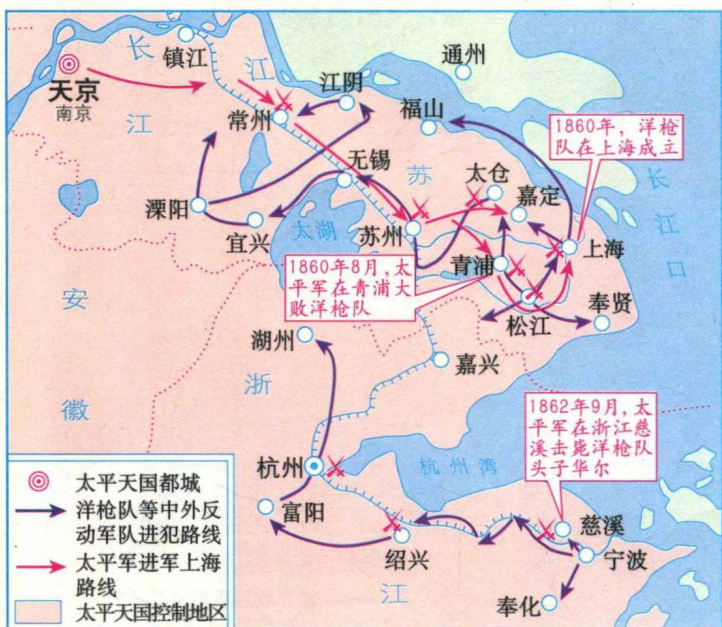 长
江
镇江
通州
天京
南京
江
江阴
福山
常州
1860年，洋枪
队在上海成立
无锡
苏
太仓
嘉定
长
江
口
溧阳
宜兴
太湖
苏州
上海
1860年8月，太
平军在青浦大
败洋枪队
青浦
奉贤
松江
安
湖州
嘉兴
浙
徽
1862年9月，太
平军在浙江慈
溪击毙洋枪队
头子华尔
杭州
杭州湾
太平天国都城
洋枪队等中外反
动军队进犯路线
太平军进军上海
路线
太平天国控制地区
富阳
绍兴
慈溪
宁波
江
奉化